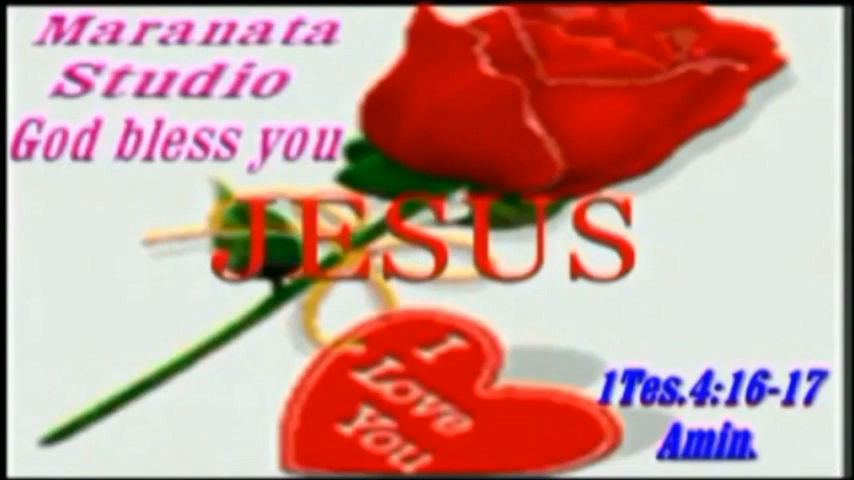 Maranata
Studio
God bless you
JESUS
I
Love
You
1Tes.4:16-17
Amin.